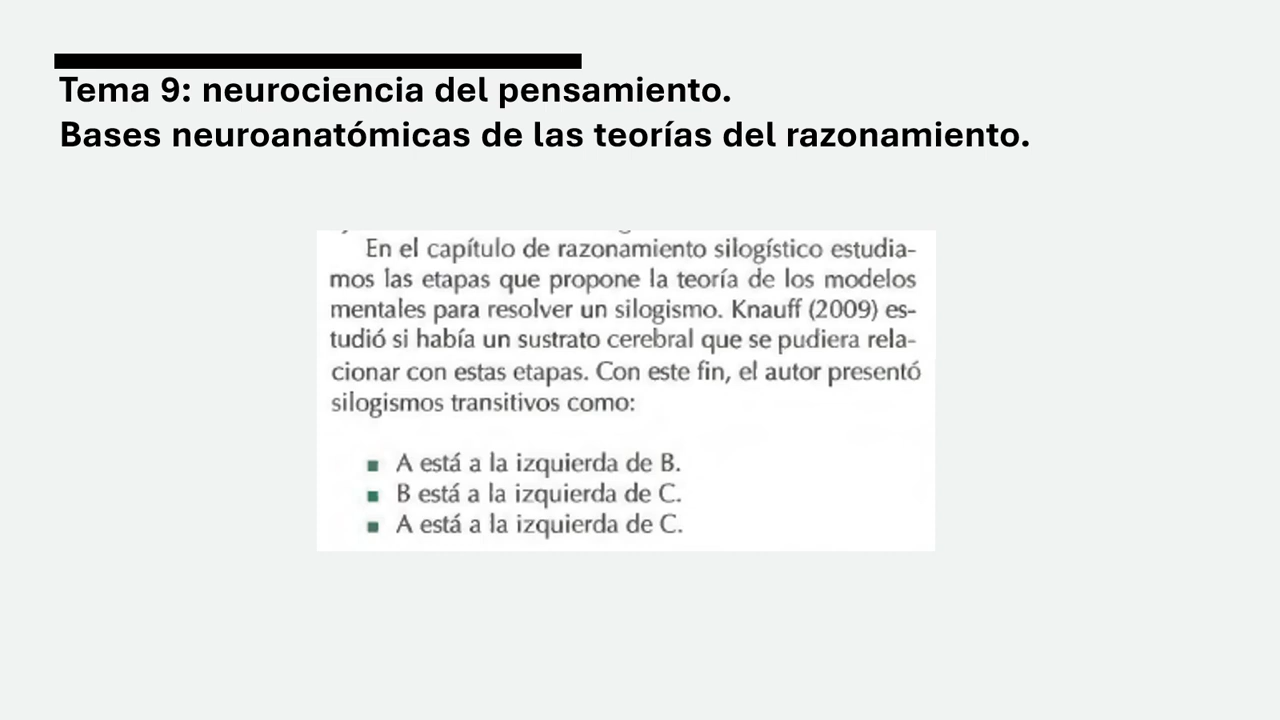 Tema 9: neurociencia del pensamiento.
Bases neuroanatómicas de las teorías del razonamiento.
En el capítulo de razonamiento silogístico estudia-
mos las etapas que propone la teoría de los modelos
mentales para resolver un silogismo. Knauff (2009) es-
tudió si había un sustrato cerebral que se pudiera rela-
cionar con estas etapas. Con este fin, el autor presentó
silogismos transitivos como:
▪ A está a la izquierda de B.
▪ B está a la izquierda de C.
▪ A está a la izquierda de C.